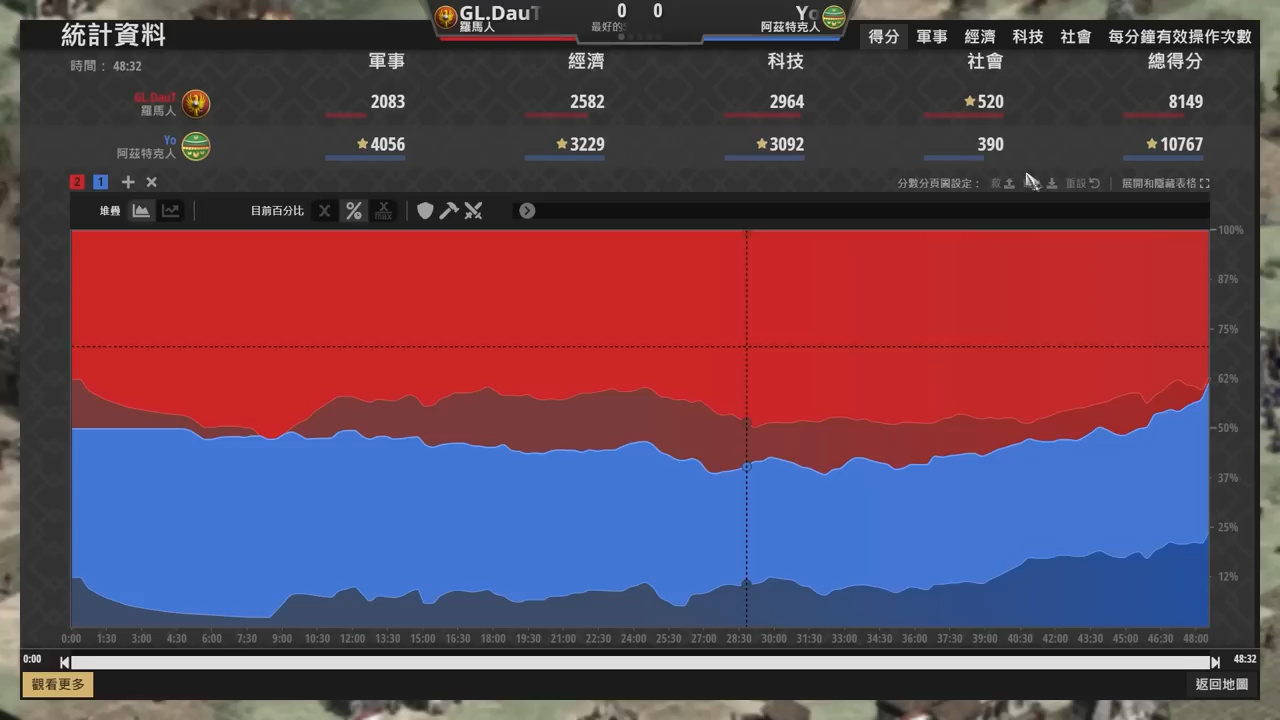 GL.DauT 0 0 Yo
羅馬人 最好的: 阿茲特克人
統計資料 得分 軍事 經濟 科技 社會 每分鐘有效操作次數
時間： 48:32 軍事 經濟 科技 社會 總得分
GL.DauT
羅馬人 2083 2582 2964 520 8149
Yo
阿茲特克人 4056 3229 3092 390 10767
2 1 分數分頁圖設定： 重設 展開和隱藏表格
堆疊 目前百分比 X % X max
100%
87%
75%
62%
50%
37%
25%
12%
0:00 1:30 3:00 4:30 6:00 7:30 9:00 10:30 12:00 13:30 15:00 16:30 18:00 19:30 21:00 22:30 24:00 25:30 27:00 28:30 30:00 31:30 33:00 34:30 36:00 37:30 39:00 40:30 42:00 43:30 45:00 46:30 48:00
0:00 48:32
觀看更多 返回地圖